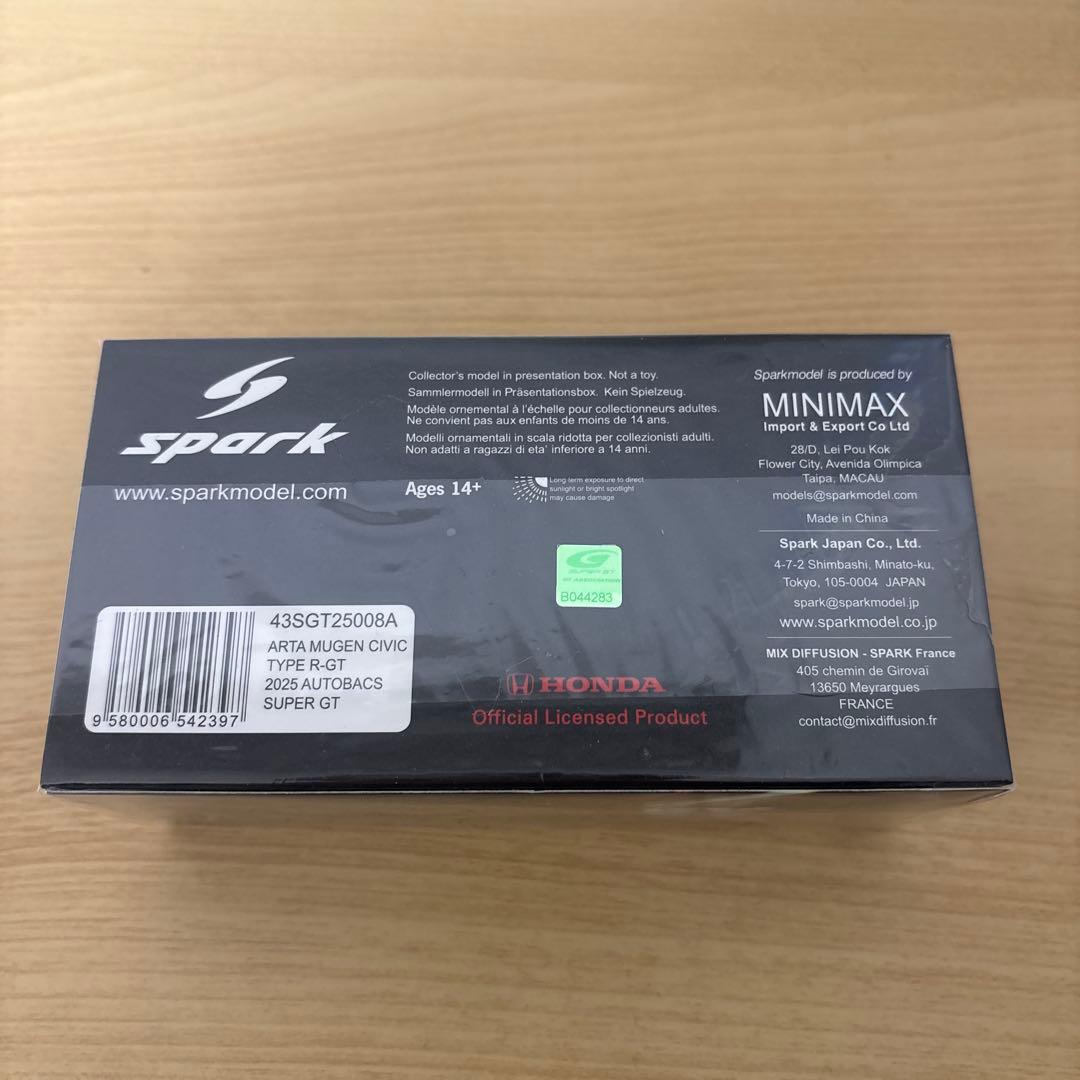 spark
www.sparkmodel.com
Collector's model in presentation box. Not a toy.
Sammlermodell in Präsentationsbox. Kein Spielzeug.
Modèle ornemental à l'échelle pour collectionneurs adultes.
Ne convient pas aux enfants de moins de 14 ans.
Modelli ornamentali in scala ridotta per collezionisti adulti.
Non adatti a ragazzi di eta' inferiore a 14 anni.
Ages 14+
Long term exposure to direct
sunlight or bright spotlight
may cause damage
Sparkmodel is produced by
MINIMAX
Import & Export Co Ltd
28/D, Lei Pou Kok
Flower City, Avenida Olimpica
Taipa, MACAU
models@sparkmodel.com
Made in China
Spark Japan Co., Ltd.
4-7-2 Shimbashi, Minato-ku,
Tokyo, 105-0004 JAPAN
spark@sparkmodel.jp
www.sparkmodel.co.jp
MIX DIFFUSION - SPARK France
405 chemin de Girovaï
13650 Meyrargues
FRANCE
contact@mixdiffusion.fr
SUPER GT
GT ASSOCIATION
B044283
43SGT25008A
ARTA MUGEN CIVIC
TYPE R-GT
2025 AUTOBACS
SUPER GT
9 580006 542397
HONDA
Official Licensed Product